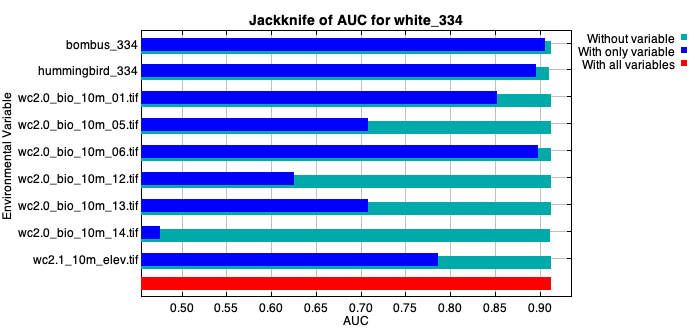 Jackknife of AUC for white_334
Without variable
With only variable
With all variables
Environmental Variable
bombus_334
hummingbird_334
wc2.0_bio_10m_01.tif
wc2.0_bio_10m_05.tif
wc2.0_bio_10m_06.tif
wc2.0_bio_10m_12.tif
wc2.0_bio_10m_13.tif
wc2.0_bio_10m_14.tif
wc2.1_10m_elev.tif
0.50 0.55 0.60 0.65 0.70 0.75 0.80 0.85 0.90
AUC